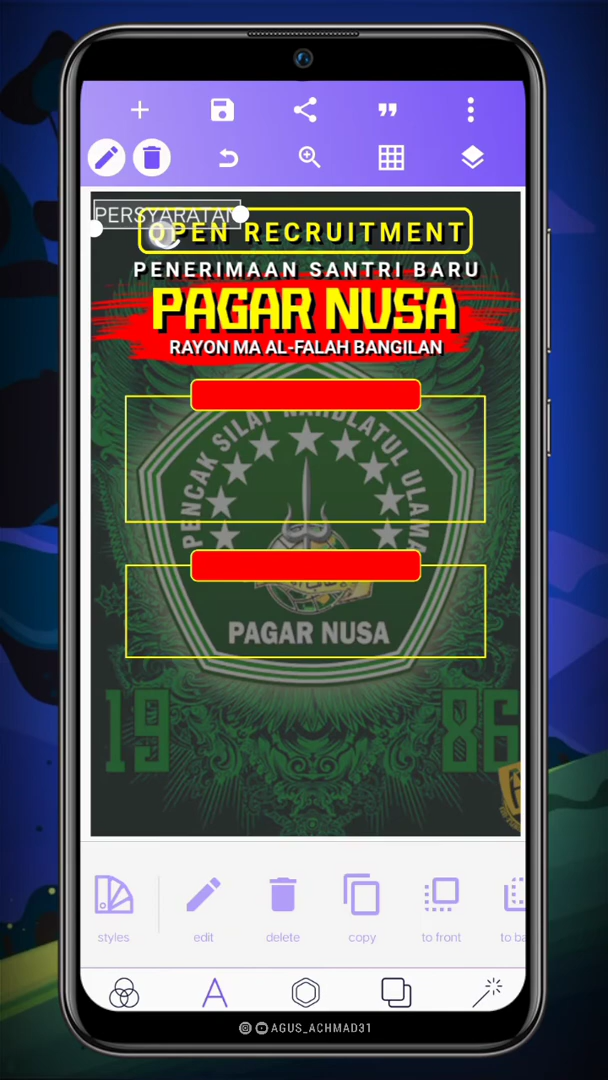 PERSYARATAN
OPEN RECRUITMENT
PENERIMAAN SANTRI BARU
PAGAR NUSA
RAYON MA AL-FALAH BANGILAN
PENCAK SILAT NAHDLATUL ULAMA
PAGAR NUSA
19 86
styles edit delete copy to front to ba
AGUS_ACHMAD31